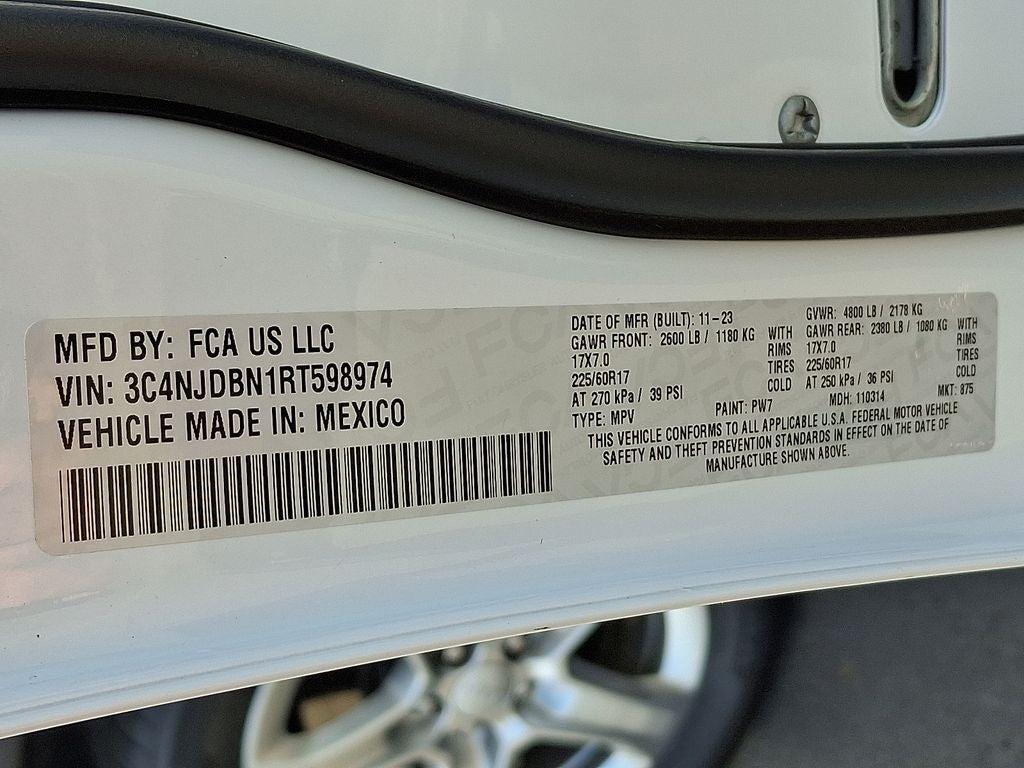 MFD BY: FCA US LLC
VIN: 3C4NJDBN1RT598974
VEHICLE MADE IN: MEXICO
DATE OF MFR (BUILT): 11-23
GAWR FRONT: 2600 LB / 1180 KG WITH
17X7.0 RIMS
225/60R17 TIRES
AT 270 kPa / 39 PSI COLD
TYPE: MPV
GVWR: 4800 LB / 2178 KG
GAWR REAR: 2380 LB / 1080 KG WITH
17X7.0 RIMS
225/60R17 TIRES
AT 250 kPa / 36 PSI COLD
PAINT: PW7 MDH: 110314 MKT: 875
THIS VEHICLE CONFORMS TO ALL APPLICABLE U.S.A. FEDERAL MOTOR VEHICLE
SAFETY AND THEFT PREVENTION STANDARDS IN EFFECT ON THE DATE OF
MANUFACTURE SHOWN ABOVE.